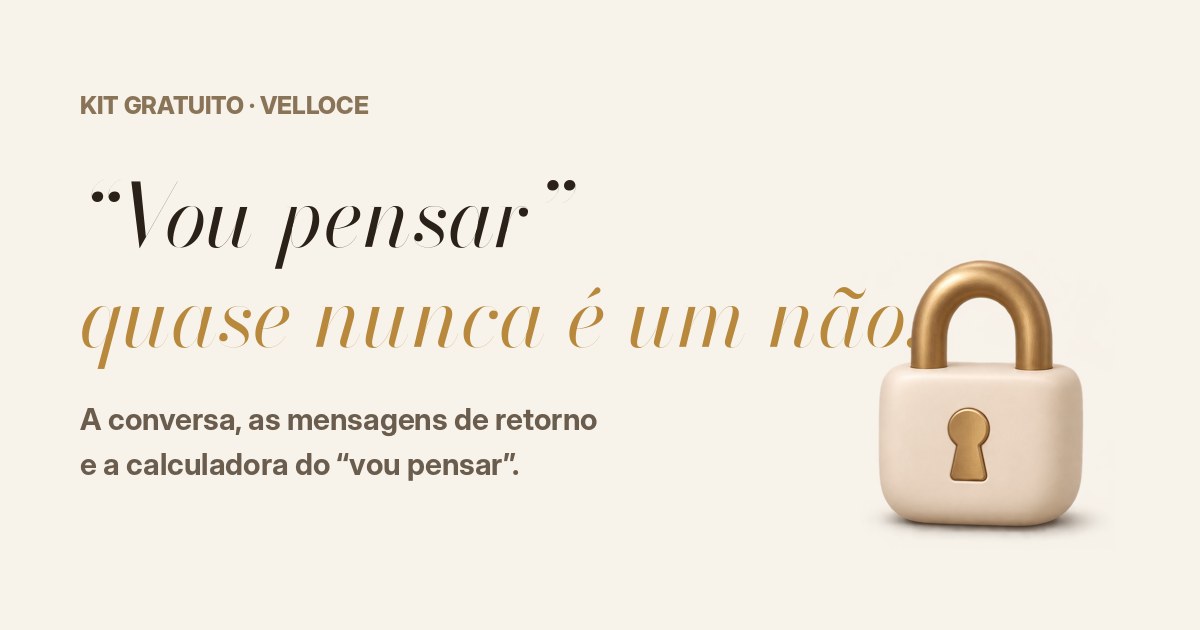 KIT GRATUITO · VELLOCE
“Vou pensar”
quase nunca é um não.
A conversa, as mensagens de retorno
e a calculadora do “vou pensar”.